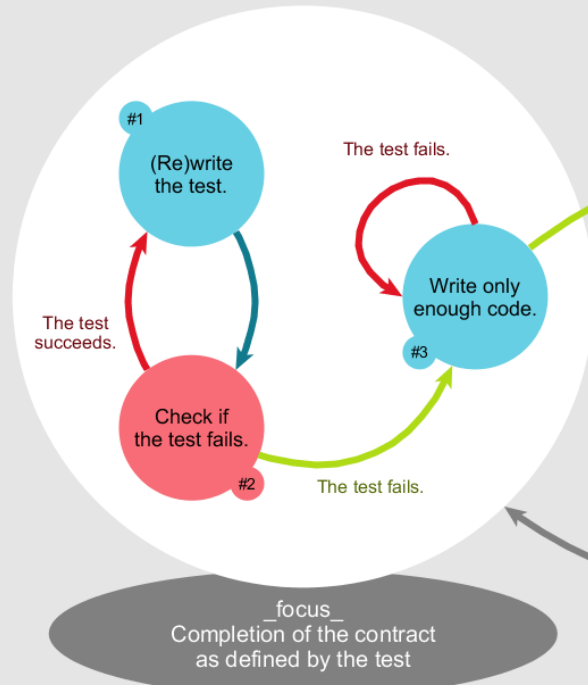 #1
(Re)write
the test.
The test fails.
Write only
enough code.
#3
The test
succeeds.
Check if
the test fails.
#2
The test fails.
_focus_
Completion of the contract
as defined by the test